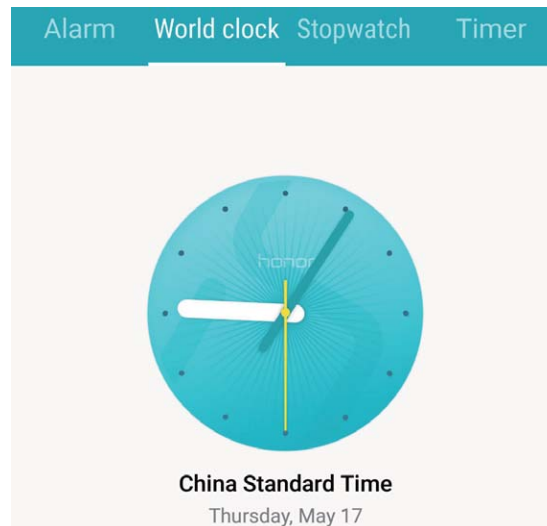 Alarm World clock Stopwatch Timer
honor
China Standard Time
Thursday, May 17